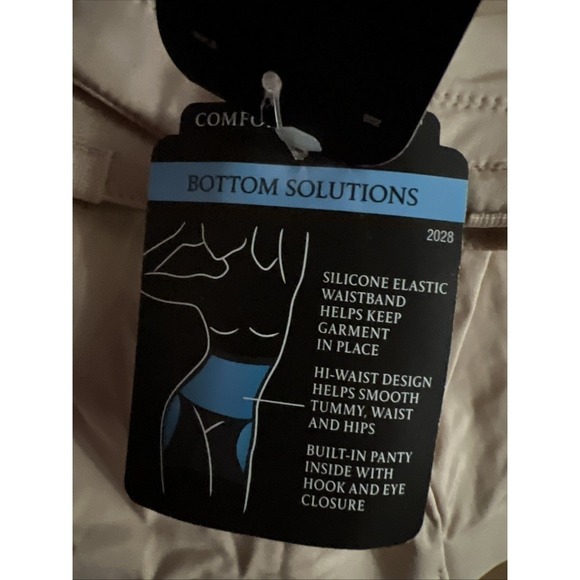 BOTTOM SOLUTIONS
2028
SILICONE ELASTIC
WAISTBAND
HELPS KEEP
GARMENT
IN PLACE
HI-WAIST DESIGN
HELPS SMOOTH
TUMMY, WAIST
AND HIPS
BUILT-IN PANTY
INSIDE WITH
HOOK AND EYE
CLOSURE